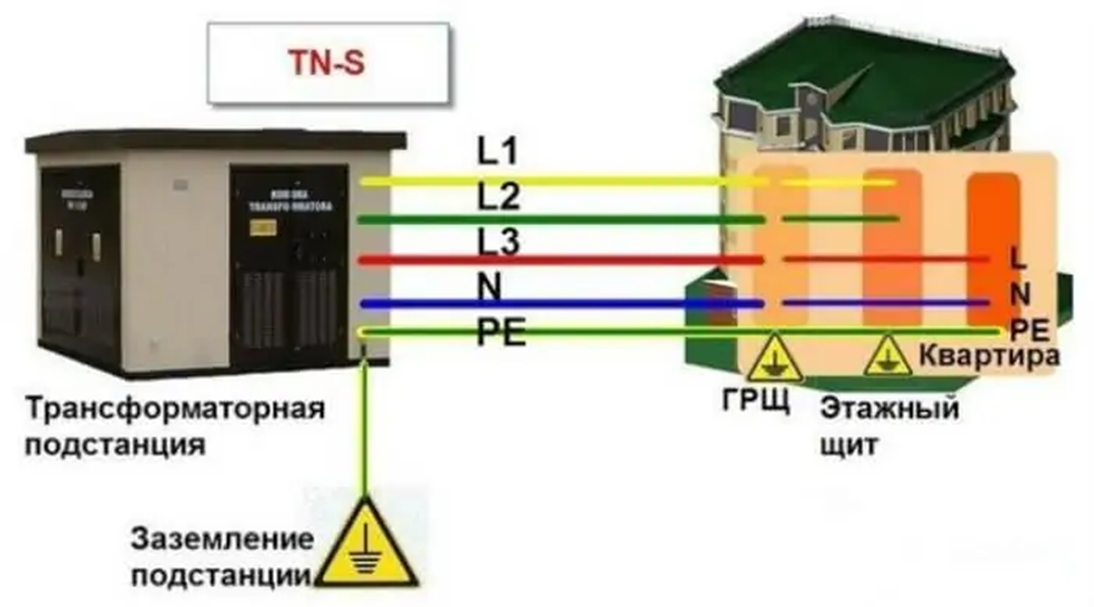 TN-S
L1
L2
L3
N
PE
L
N
PE
Квартира
ГРЩ
Этажный
щит
Трансформаторная
подстанция
Заземление
подстанции